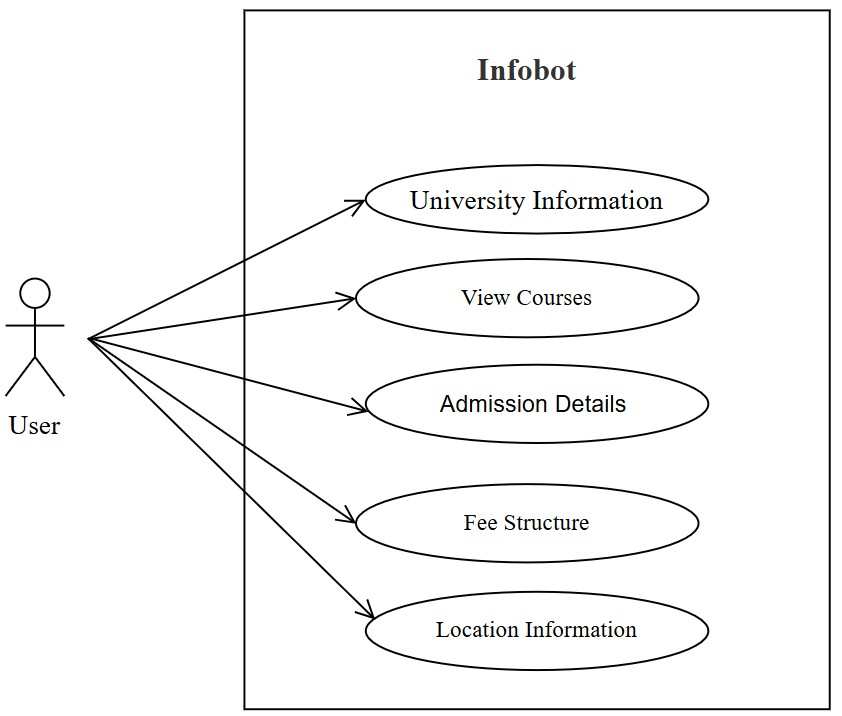 Infobot
University Information
View Courses
Admission Details
User
Fee Structure
Location Information